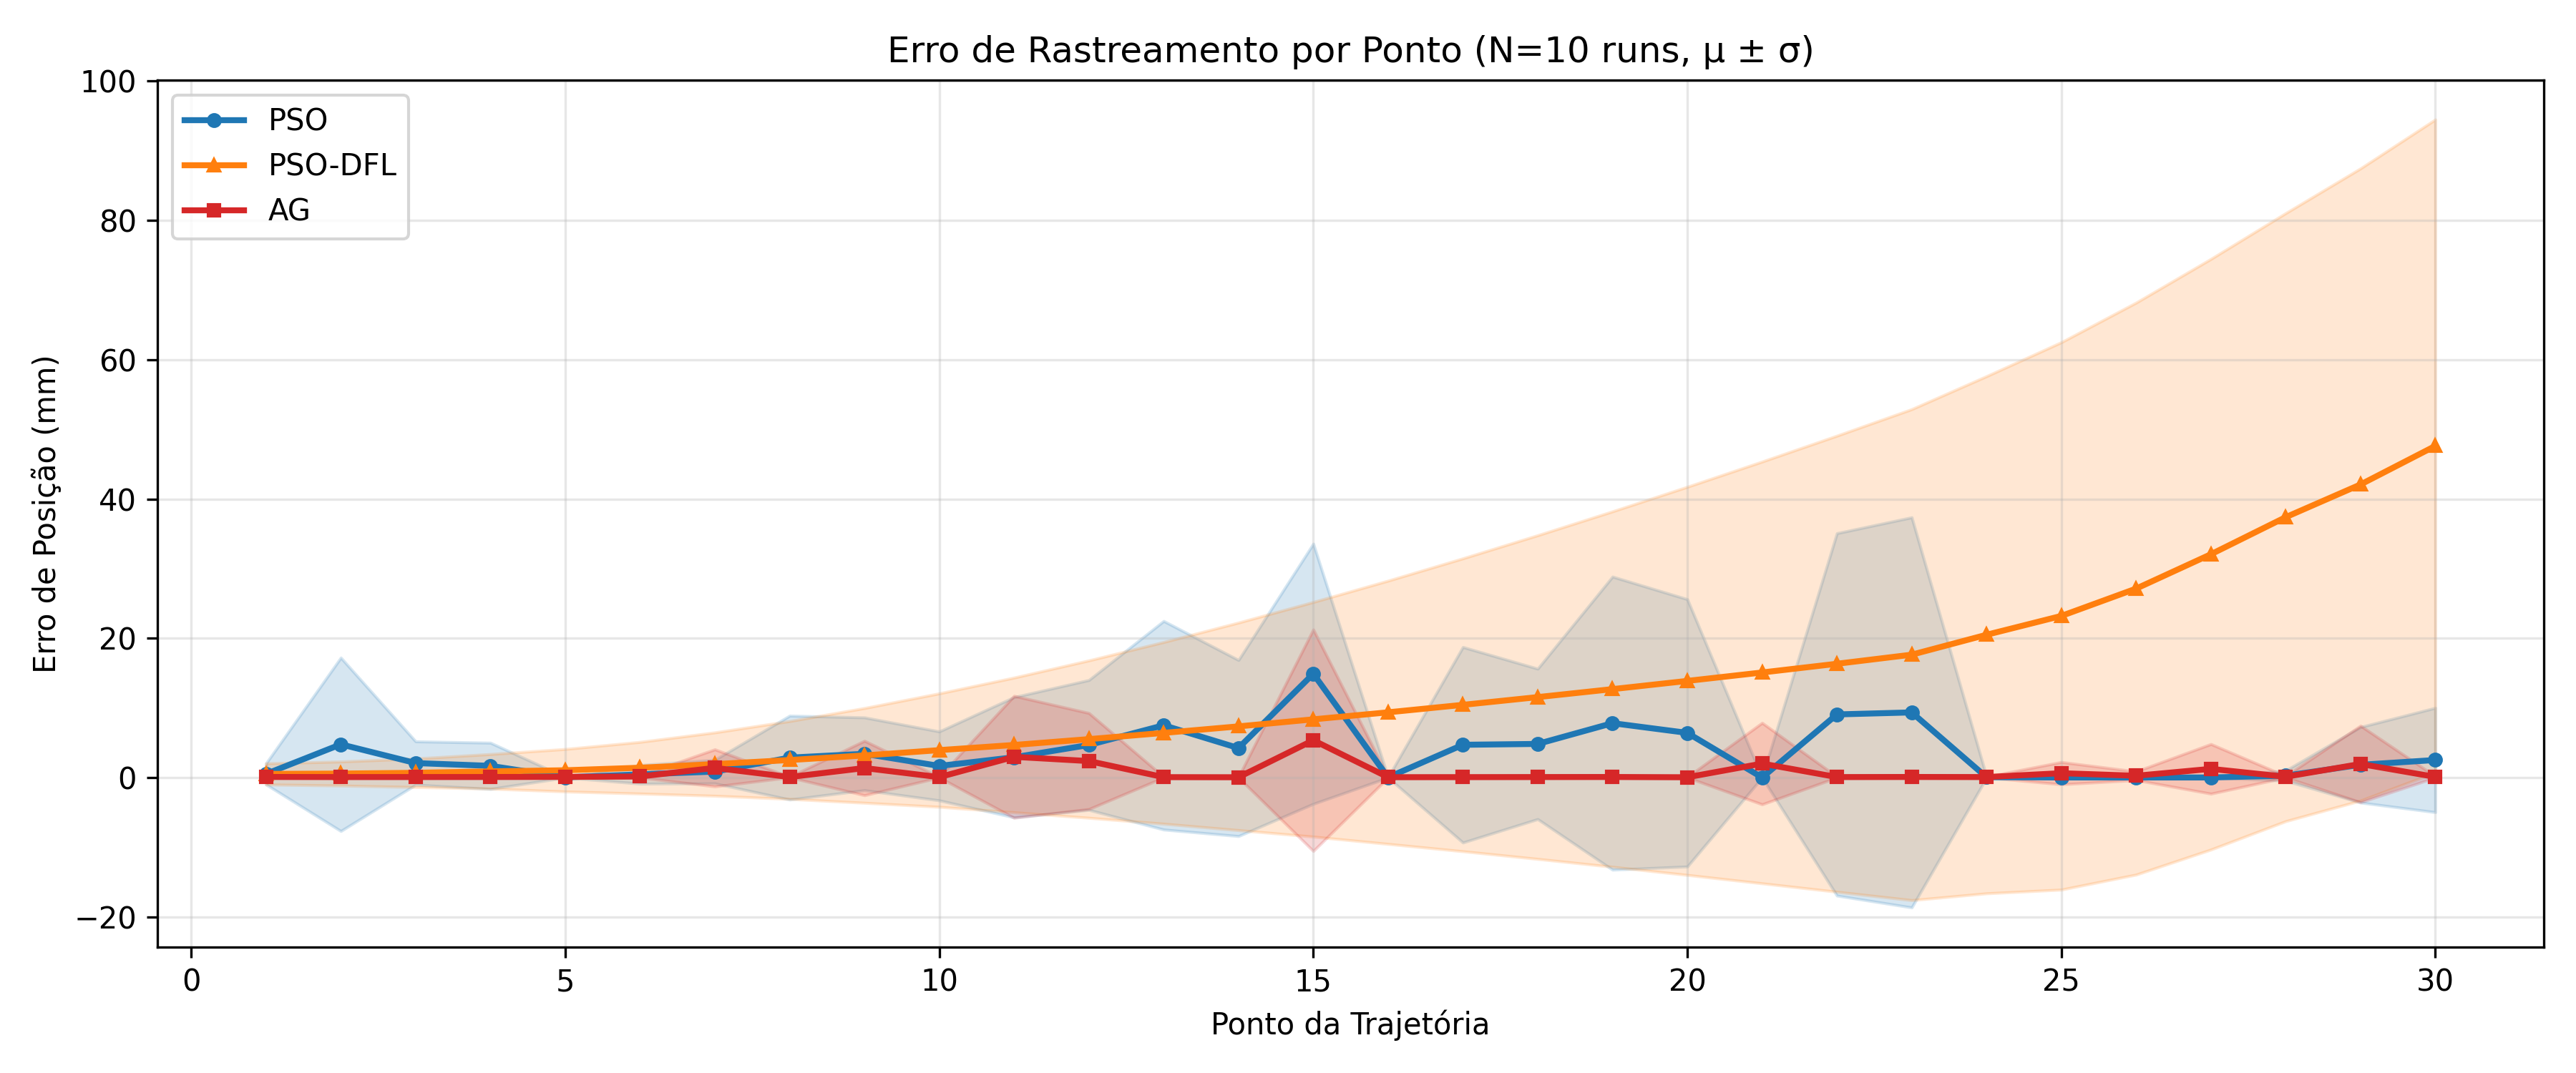 Erro de Rastreamento por Ponto (N=10 runs, μ ± σ)
PSO
PSO-DFL
AG
Erro de Posição (mm)
100
80
60
40
20
0
−20
0 5 10 15 20 25 30
Ponto da Trajetória